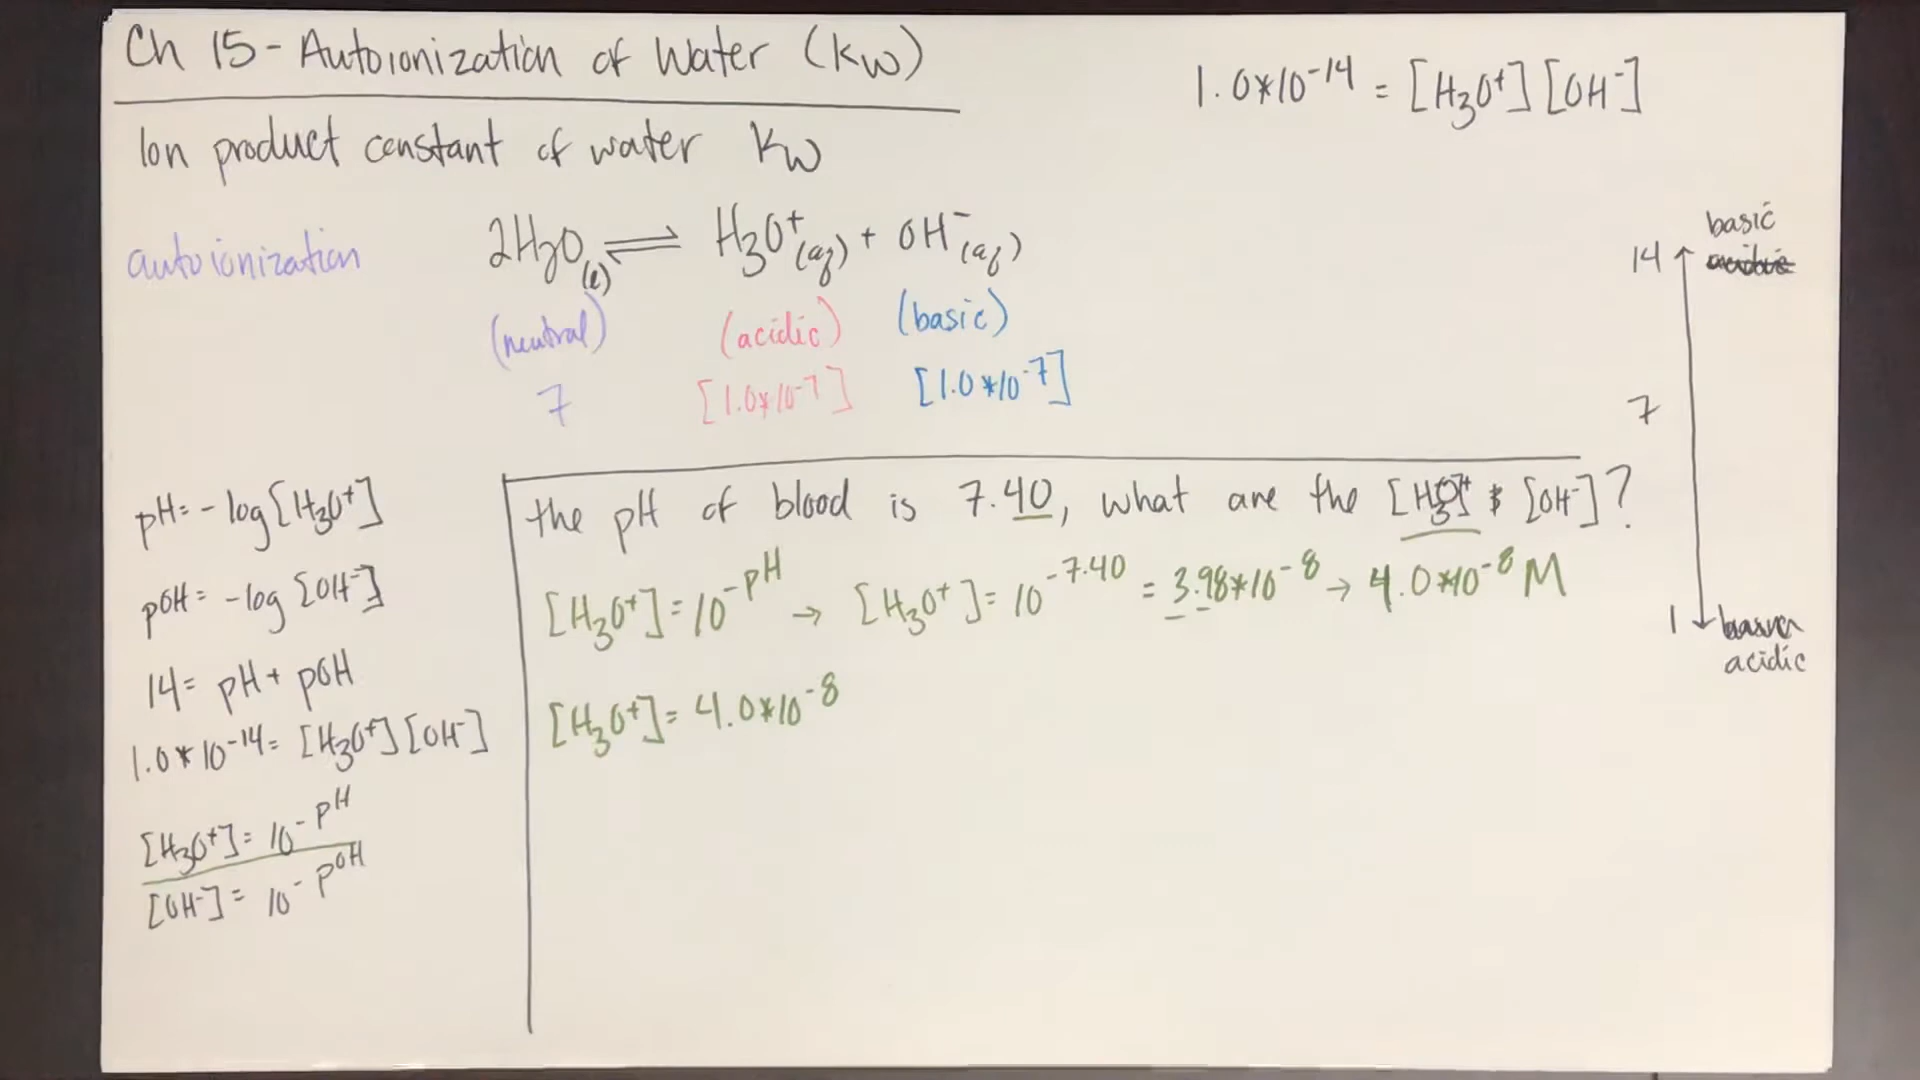 Ch 15 - Autoionization of Water (Kw)
1.0*10⁻¹⁴ = [H₃O⁺][OH⁻]
Ion product constant of water Kw
autoionization 2H₂O(l) ⇌ H₃O⁺(aq) + OH⁻(aq)
(neutral) (acidic) (basic)
7 [1.0*10⁻⁷] [1.0*10⁻⁷]
basic
14
7
1
acidic
pH = -log[H₃O⁺]
pOH = -log[OH⁻]
14 = pH + pOH
1.0*10⁻¹⁴ = [H₃O⁺][OH⁻]
[H₃O⁺] = 10^-pH
[OH⁻] = 10^-pOH
the pH of blood is 7.40, what are the [H₃O⁺] & [OH⁻]?
[H₃O⁺] = 10^-pH → [H₃O⁺] = 10^-7.40 = 3.98*10⁻⁸ → 4.0*10⁻⁸ M
[H₃O⁺] = 4.0*10⁻⁸